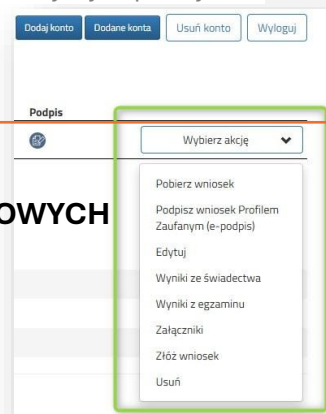 Dodaj konto Dodane konta Usuń konto Wyloguj
Podpis
Wybierz akcję
Pobierz wniosek
OWYCH
Podpisz wniosek Profilem
Zaufanym (e-podpis)
Edytuj
Wyniki ze świadectwa
Wyniki z egzaminu
Załączniki
Złóż wniosek
Usuń